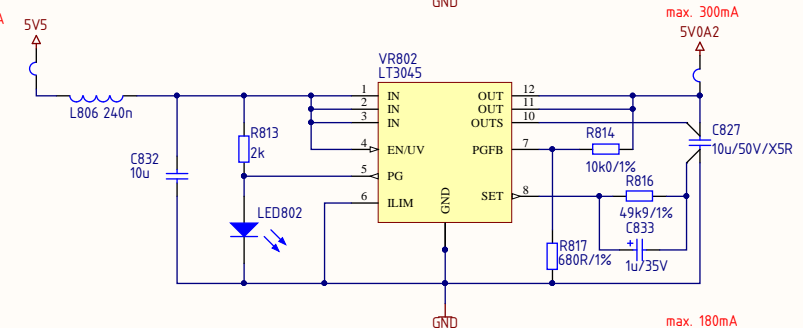 GND
max. 300mA
5V5
5V0A2
VR802
LT3045
L806 240n
1
IN
OUT
12
2
IN
OUT
11
3
IN
OUTS
10
R813
2k
4
EN/UV
PGFB
7
R814
10k0/1%
C827
10u/50V/X5R
C832
10u
5
PG
6
ILIM
GND
SET
8
R816
49k9/1%
LED802
C833
+
1u/35V
R817
680R/1%
GND
max. 180mA